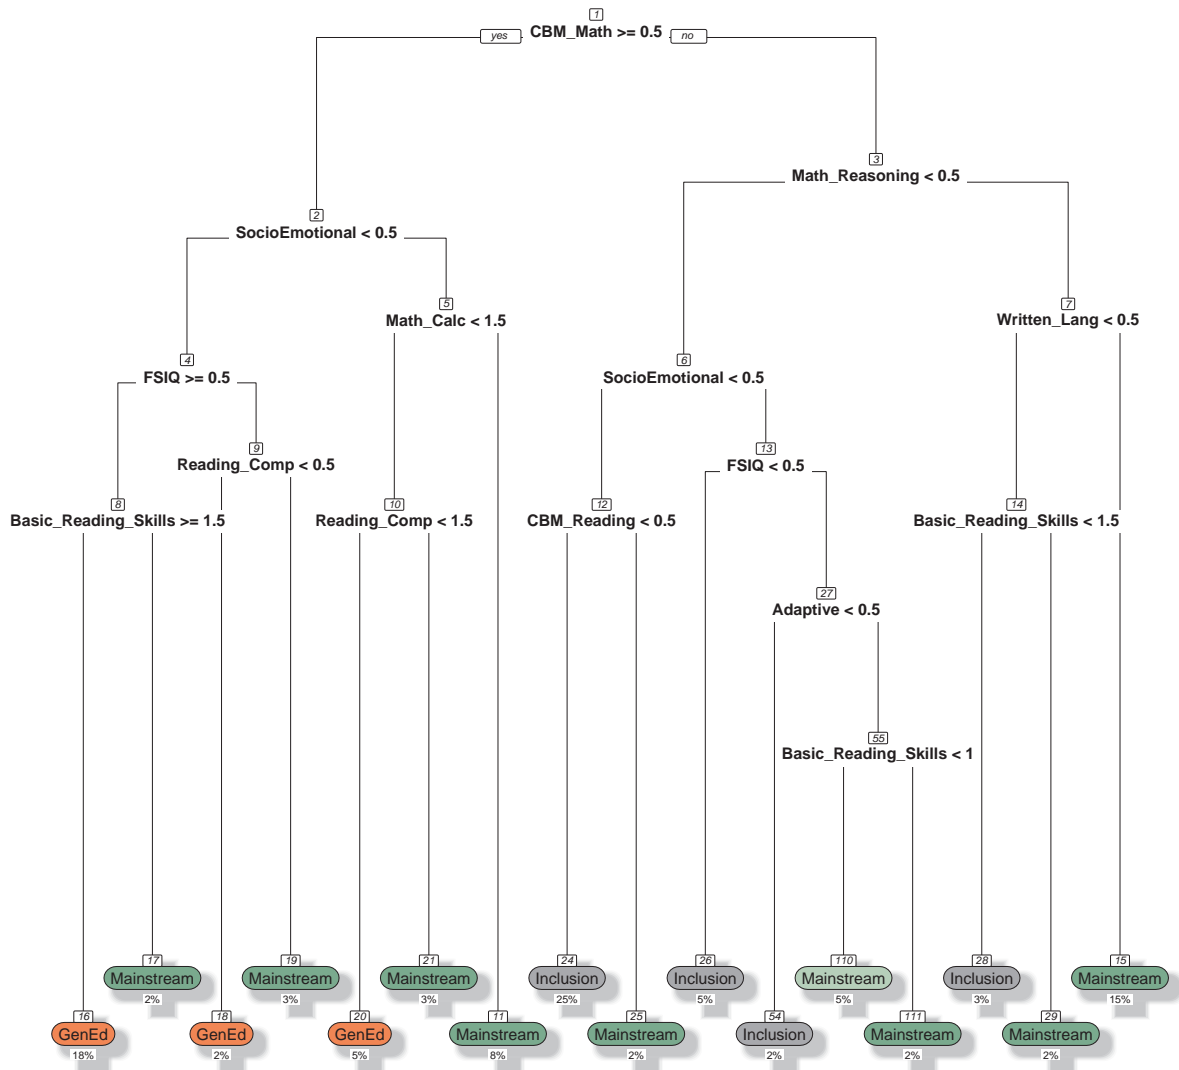 1
yes CBM_Math >= 0.5 no
3
Math_Reasoning < 0.5
2
SocioEmotional < 0.5
5
Math_Calc < 1.5
7
Written_Lang < 0.5
4
FSIQ >= 0.5
6
SocioEmotional < 0.5
9
Reading_Comp < 0.5
13
FSIQ < 0.5
8
Basic_Reading_Skills >= 1.5
10
Reading_Comp < 1.5
12
CBM_Reading < 0.5
14
Basic_Reading_Skills < 1.5
27
Adaptive < 0.5
55
Basic_Reading_Skills < 1
17
Mainstream
2%
19
Mainstream
3%
21
Mainstream
3%
24
Inclusion
25%
26
Inclusion
5%
110
Mainstream
5%
28
Inclusion
3%
15
Mainstream
15%
16
GenEd
18%
18
GenEd
2%
20
GenEd
5%
11
Mainstream
8%
25
Mainstream
2%
54
Inclusion
2%
111
Mainstream
2%
29
Mainstream
2%